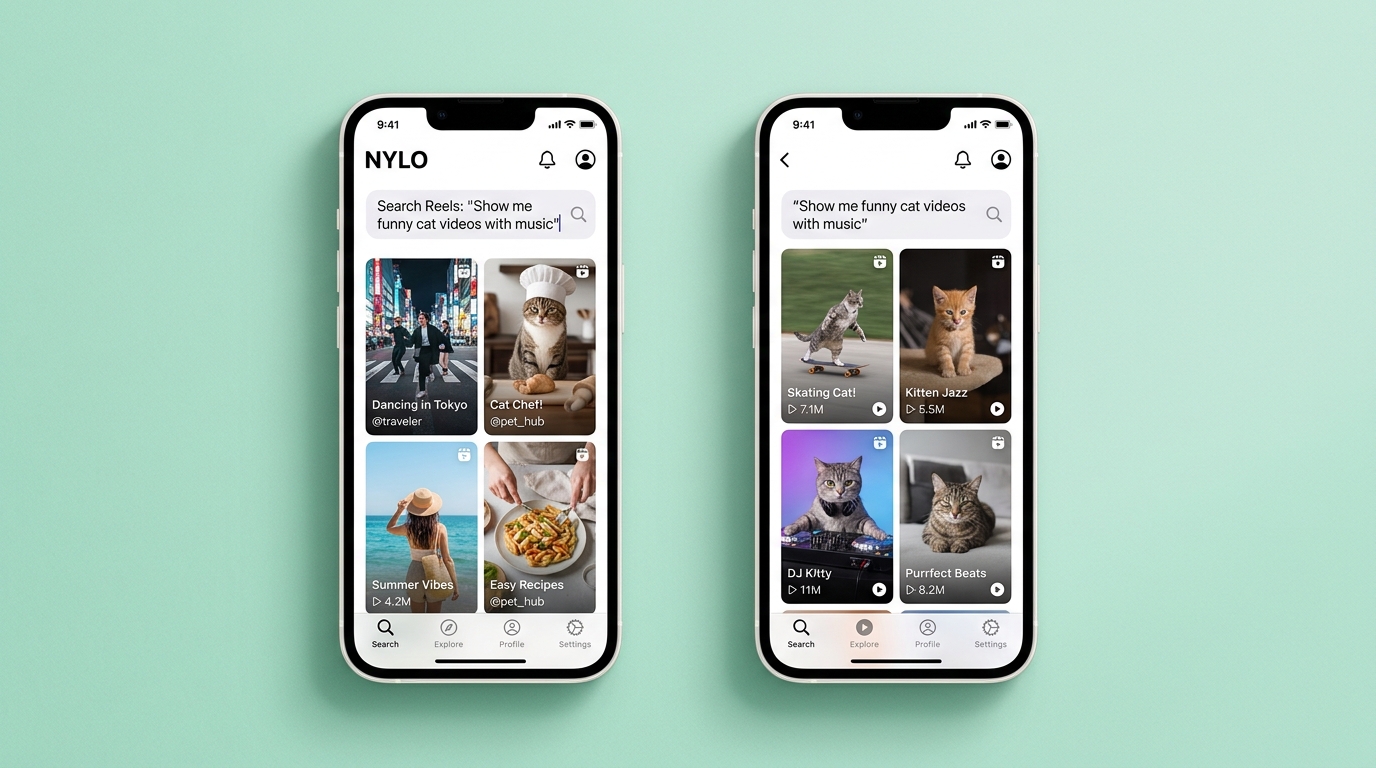 9:41
NYLO
Search Reels: "Show me
funny cat videos with music"
Dancing in Tokyo
@traveler
Cat Chef!
@pet_hub
Summer Vibes
4.2M
Easy Recipes
@pet_hub
Search
Explore
Profile
Settings
9:41
“Show me funny cat videos
with music”
Skating Cat!
7.1M
Kitten Jazz
5.5M
DJ Kitty
11M
Purrfect Beats
8.2M
Search
Explore
Profile
Settings